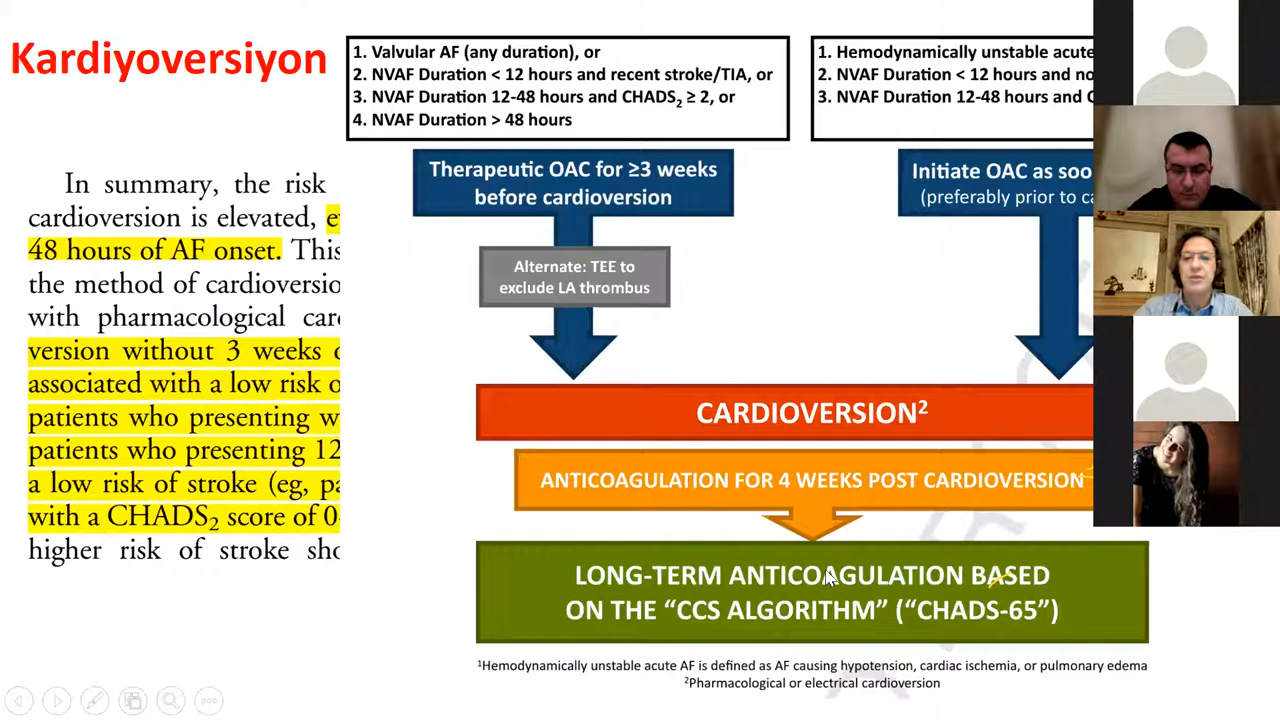 Kardiyoversiyon
In summary, the risk
cardioversion is elevated,
48 hours of AF onset. This
the method of cardioversio
with pharmacological car
version without 3 weeks
associated with a low risk o
patients who presenting w
patients who presenting 12
a low risk of stroke (eg, pa
with a CHADS₂ score of 0
higher risk of stroke sho
1. Valvular AF (any duration), or
2. NVAF Duration < 12 hours and recent stroke/TIA, or
3. NVAF Duration 12-48 hours and CHADS₂ ≥ 2, or
4. NVAF Duration > 48 hours
1. Hemodynamically unstable acute
2. NVAF Duration < 12 hours and no
3. NVAF Duration 12-48 hours and C
Therapeutic OAC for ≥3 weeks
before cardioversion
Initiate OAC as soo
(preferably prior to ca
Alternate: TEE to
exclude LA thrombus
CARDIOVERSION²
ANTICOAGULATION FOR 4 WEEKS POST CARDIOVERSION
LONG-TERM ANTICOAGULATION BASED
ON THE “CCS ALGORITHM” (“CHADS-65”)
¹Hemodynamically unstable acute AF is defined as AF causing hypotension, cardiac ischemia, or pulmonary edema
²Pharmacological or electrical cardioversion